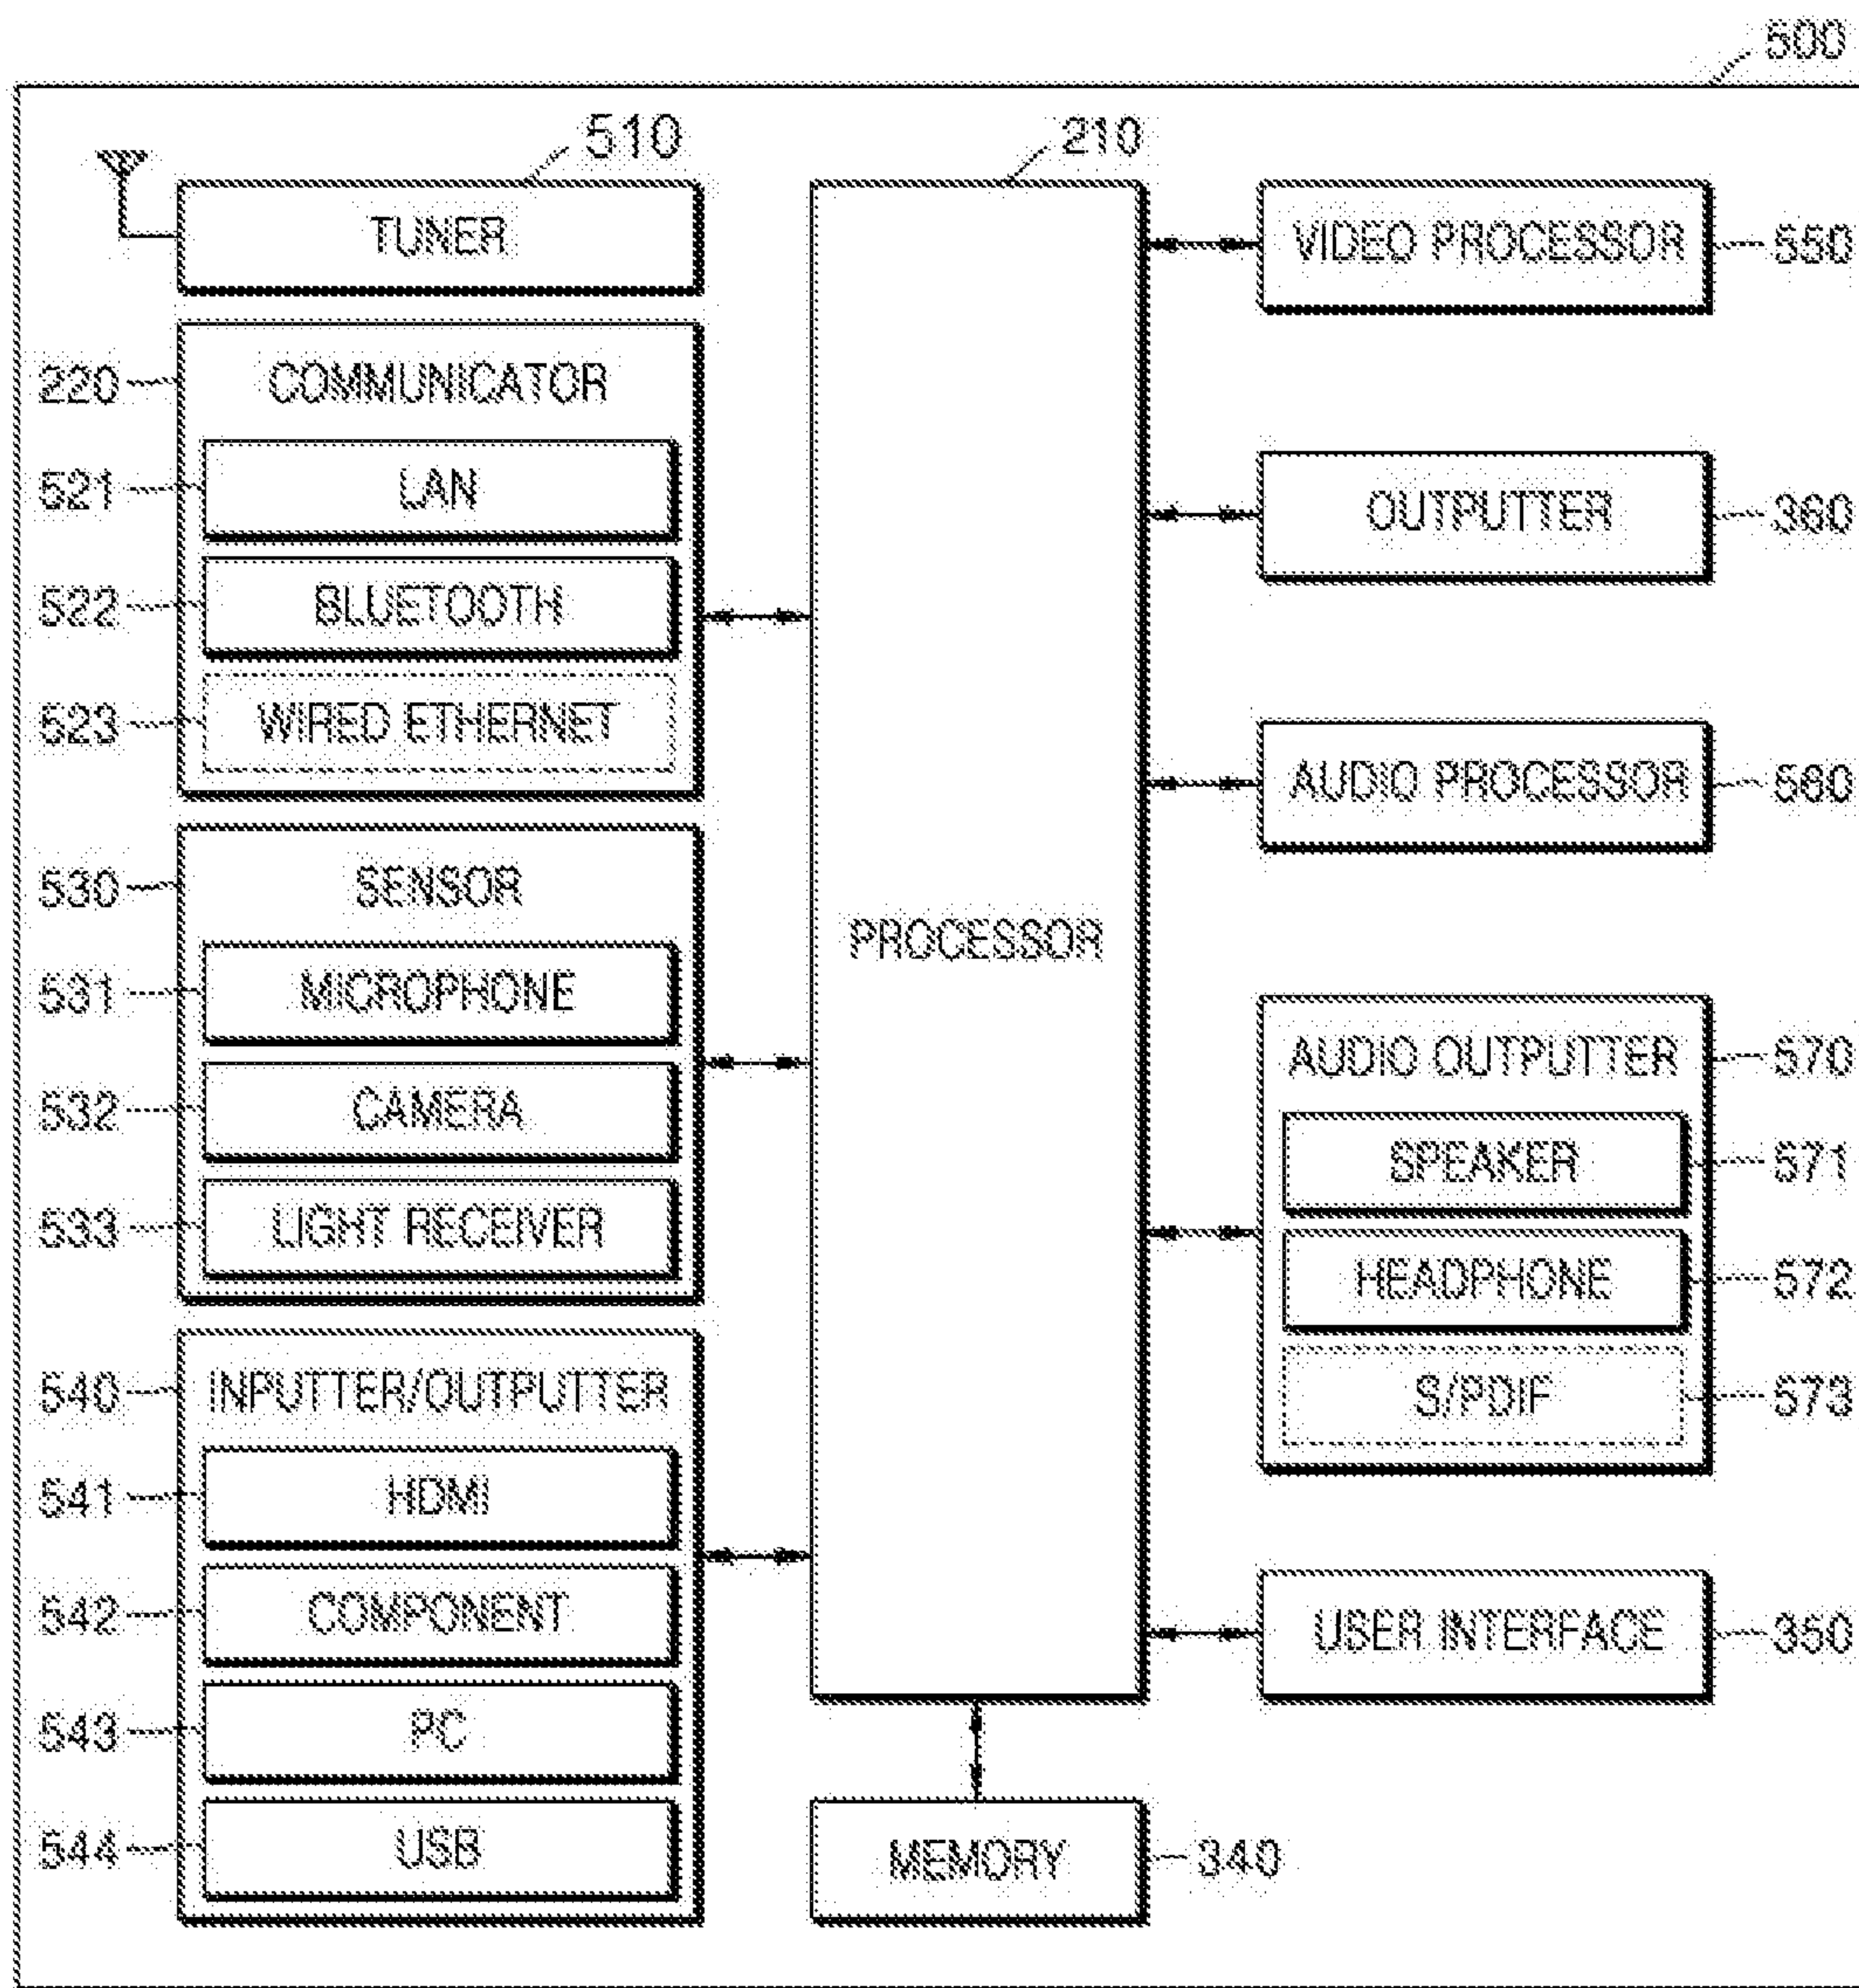 500
510
210
TUNER
VIDEO PROCESSOR
550
220
COMMUNICATOR
521
LAN
OUTPUTTER
360
522
BLUETOOTH
523
WIRED ETHERNET
AUDIO PROCESSOR
560
530
SENSOR
PROCESSOR
531
MICROPHONE
AUDIO OUTPUTTER
570
532
CAMERA
SPEAKER
571
533
LIGHT RECEIVER
HEADPHONE
572
540
INPUTTER/OUTPUTTER
S/PDIF
573
541
HDMI
542
COMPONENT
USER INTERFACE
350
543
PC
544
USB
MEMORY
340